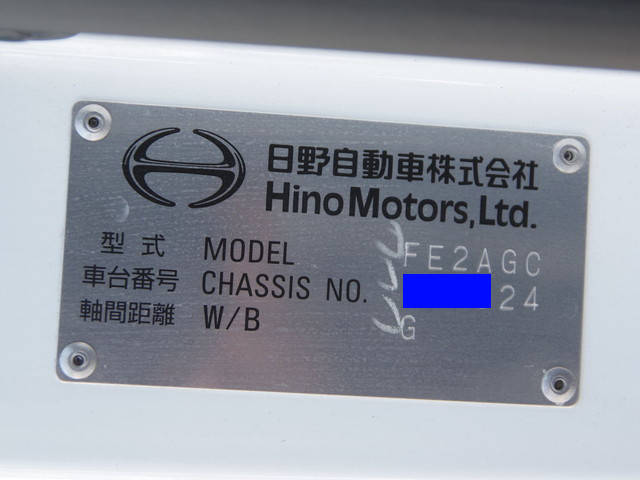 日野自動車株式会社
Hino Motors, Ltd.
型式 MODEL FE2AGC
車台番号 CHASSIS NO. 24
軸間距離 W/B G